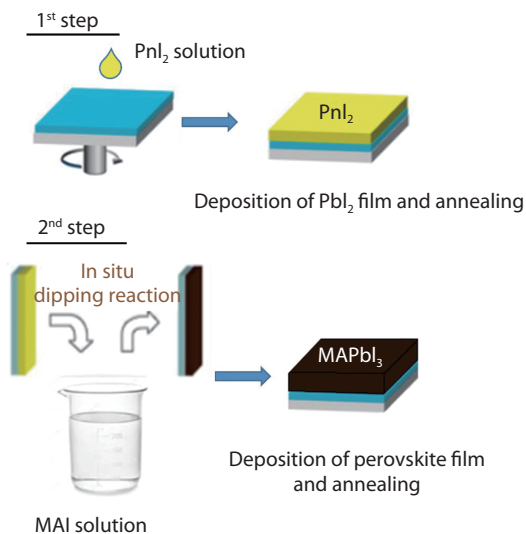 1st step
PnI2 solution
PnI2
Deposition of PbI2 film and annealing
2nd step
In situ
dipping reaction
MAPbI3
Deposition of perovskite film
and annealing
MAI solution